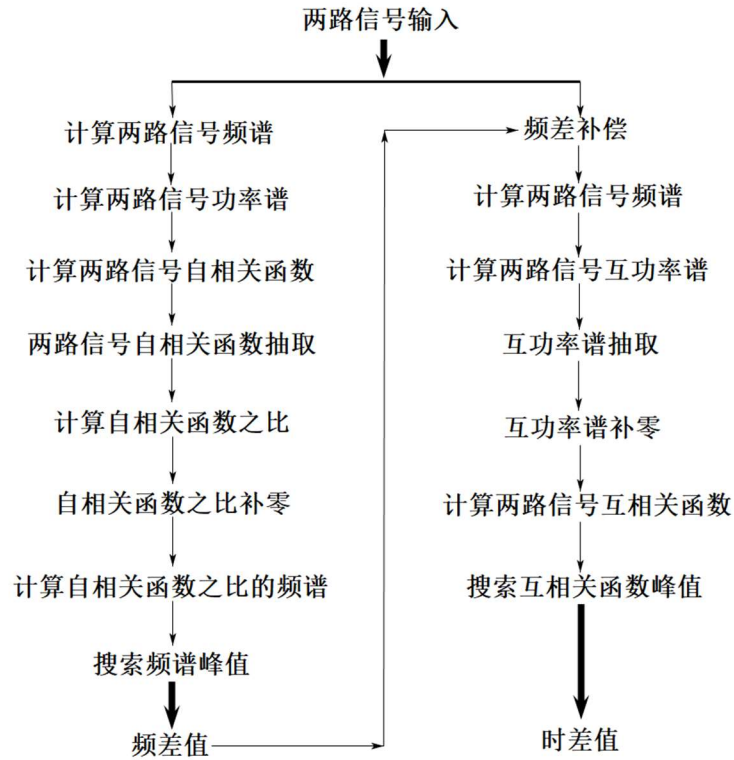 两路信号输入
计算两路信号频谱
计算两路信号功率谱
计算两路信号自相关函数
两路信号自相关函数抽取
计算自相关函数之比
自相关函数之比补零
计算自相关函数之比的频谱
搜索频谱峰值
频差值
频差补偿
计算两路信号频谱
计算两路信号互功率谱
互功率谱抽取
互功率谱补零
计算两路信号互相关函数
搜索互相关函数峰值
时差值